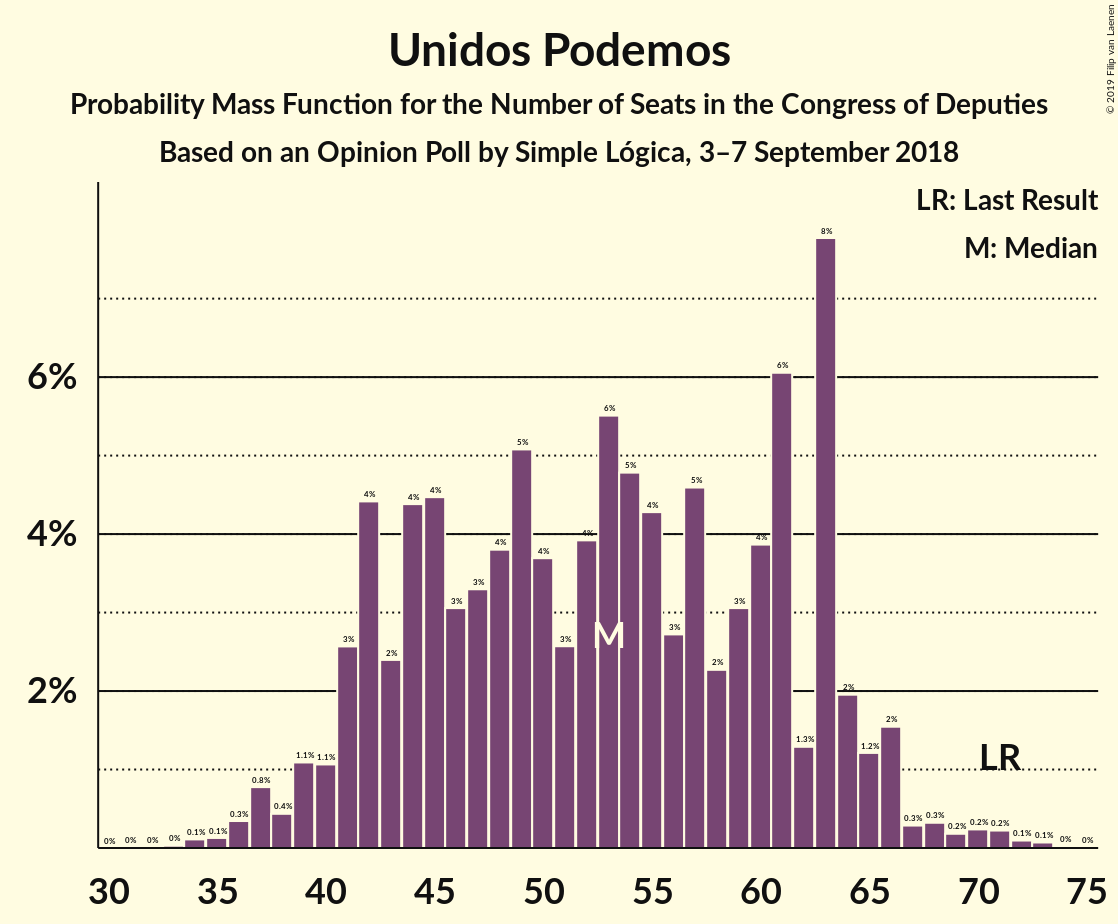 Unidos Podemos
Probability Mass Function for the Number of Seats in the Congress of Deputies
Based on an Opinion Poll by Simple Lógica, 3–7 September 2018
© 2019 Filip van Laenen
LR: Last Result
M: Median
6%
4%
2%
0% 0% 0% 0% 0.1% 0.1% 0.3% 0.8% 0.4% 1.1% 1.1% 3% 4% 2% 4% 4% 3% 3% 4% 5% 4% 3% 4% 6% 5% 4% 3% 5% 2% 3% 4% 6% 1.3% 8% 2% 1.2% 2% 0.3% 0.3% 0.2% 0.2% 0.2% 0.1% 0.1% 0% 0%
M
LR
30 35 40 45 50 55 60 65 70 75